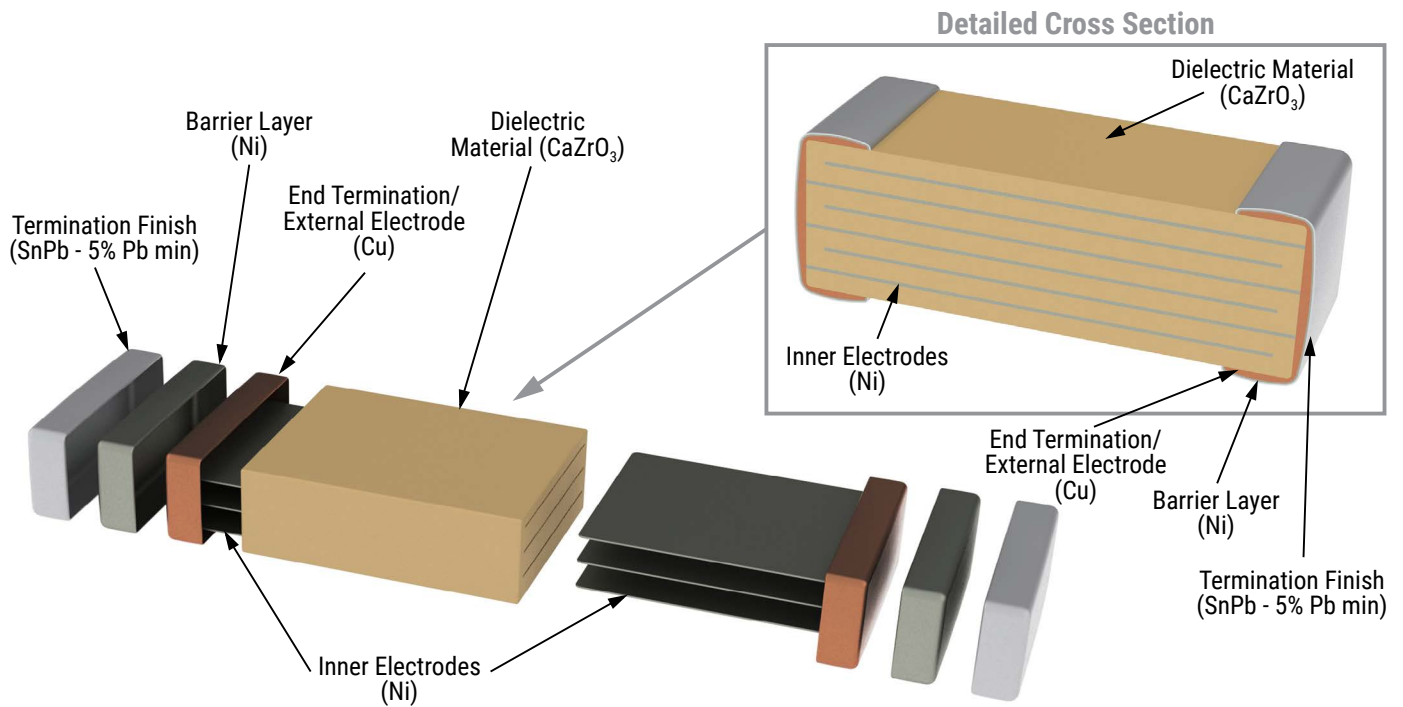 Detailed Cross Section
Dielectric Material
(CaZrO₃)
Barrier Layer
(Ni)
Dielectric
Material (CaZrO₃)
End Termination/
External Electrode
(Cu)
Termination Finish
(SnPb - 5% Pb min)
Inner Electrodes
(Ni)
End Termination/
External Electrode
(Cu)
Barrier Layer
(Ni)
Termination Finish
(SnPb - 5% Pb min)
Inner Electrodes
(Ni)